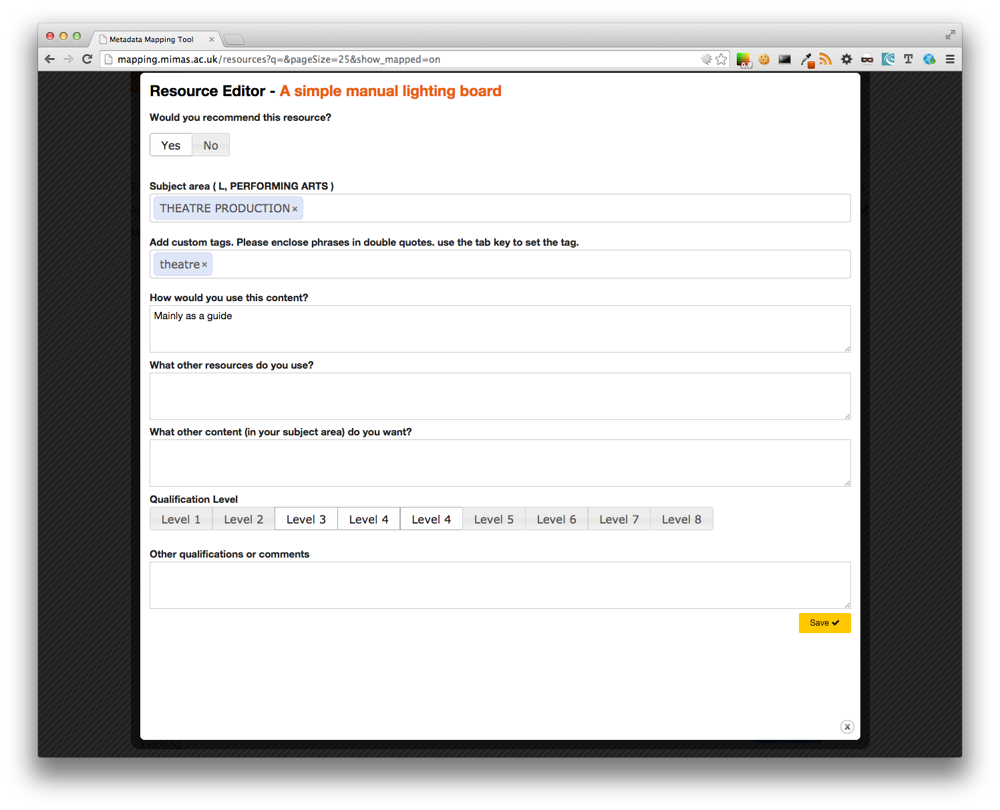 Metadata Mapping Tool ×
mapping.mimas.ac.uk/resources?q=&pageSize=25&show_mapped=on
0.9
T
Resource Editor - A simple manual lighting board
Would you recommend this resource?
Yes No
Subject area ( L, PERFORMING ARTS )
THEATRE PRODUCTION ×
Add custom tags. Please enclose phrases in double quotes. use the tab key to set the tag.
theatre ×
How would you use this content?
Mainly as a guide
What other resources do you use?
What other content (in your subject area) do you want?
Qualification Level
Level 1 Level 2 Level 3 Level 4 Level 4 Level 5 Level 6 Level 7 Level 8
Other qualifications or comments
Save ✔
x
Learning)